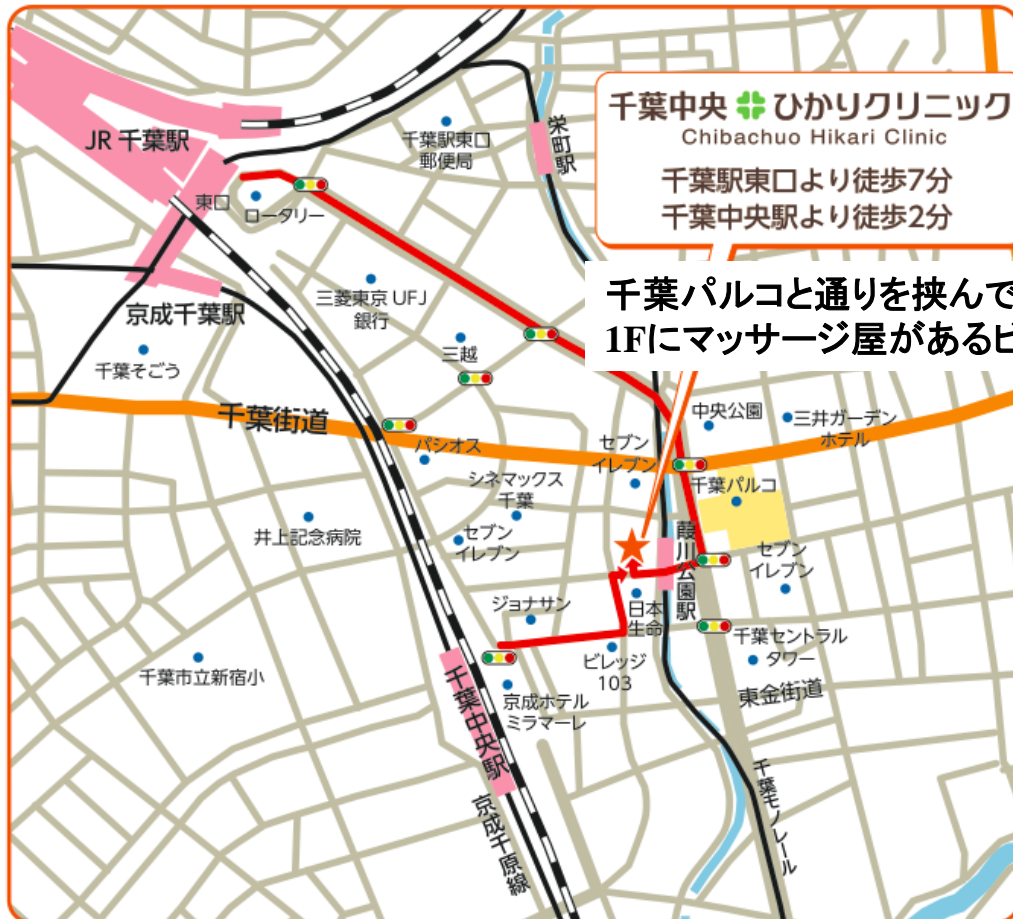 千葉中央 ひかりクリニック
Chibachuo Hikari Clinic
千葉駅東口より徒歩7分
千葉中央駅より徒歩2分
千葉パルコと通りを挟んで
1Fにマッサージ屋があるビ
JR 千葉駅
千葉駅東口
郵便局
栄町駅
東口
ロータリー
三菱東京 UFJ
銀行
京成千葉駅
千葉そごう
三越
千葉街道
パシオス
中央公園
三井ガーデン
ホテル
セブン
イレブン
シネマックス
千葉
千葉パルコ
井上記念病院
セブン
イレブン
葭川公園駅
セブン
イレブン
ジョナサン
日本
生命
千葉セントラル
タワー
ビレッジ
103
千葉市立新宿小
千葉中央駅
京成ホテル
ミラマーレ
東金街道
京成千原線
千葉モノレール